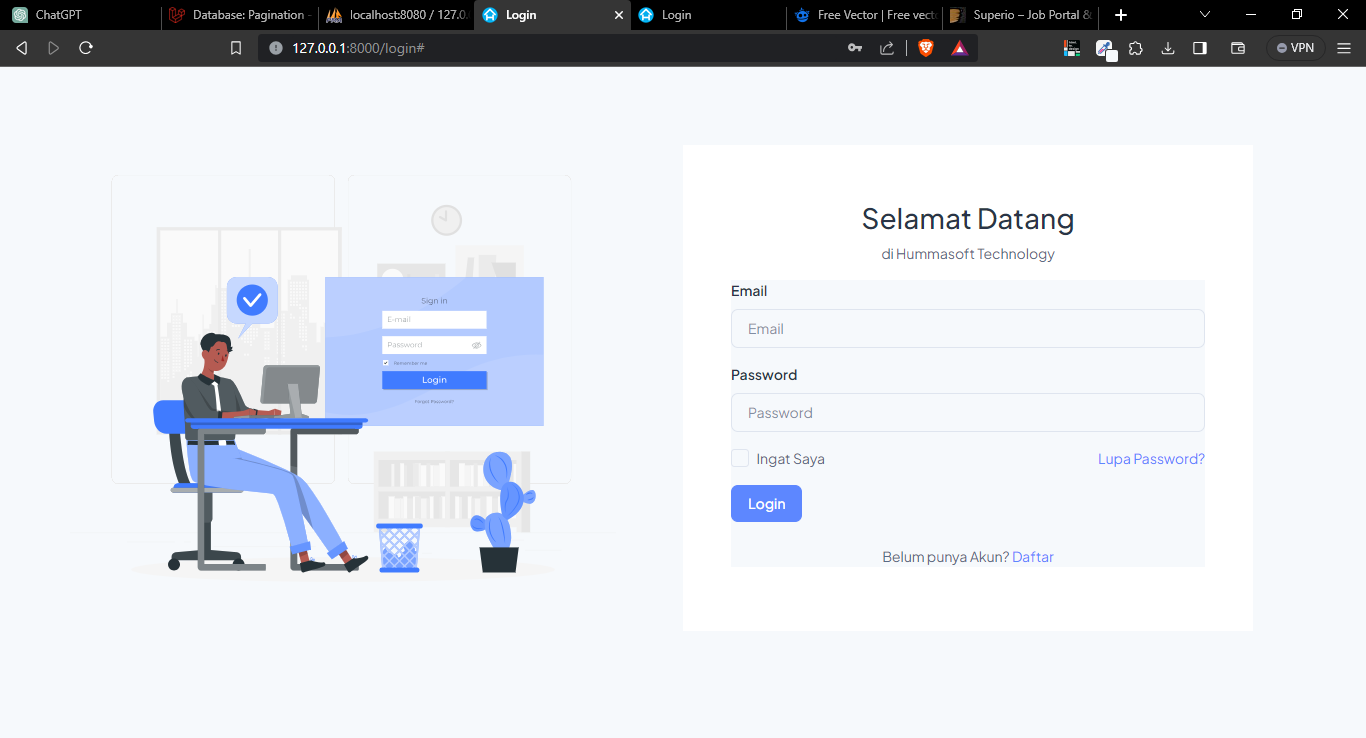 ChatGPT
Database: Pagination -
localhost:8080 / 127.0.
Login
Login
Free Vector | Free vecto
Superio – Job Portal &
127.0.0.1:8000/login#
VPN
Selamat Datang
di Hummasoft Technology
Email
Email
Password
Password
Ingat Saya
Lupa Password?
Login
Belum punya Akun? Daftar
Sign in
E-mail
Password
Remember me
Login
Forgot Password?